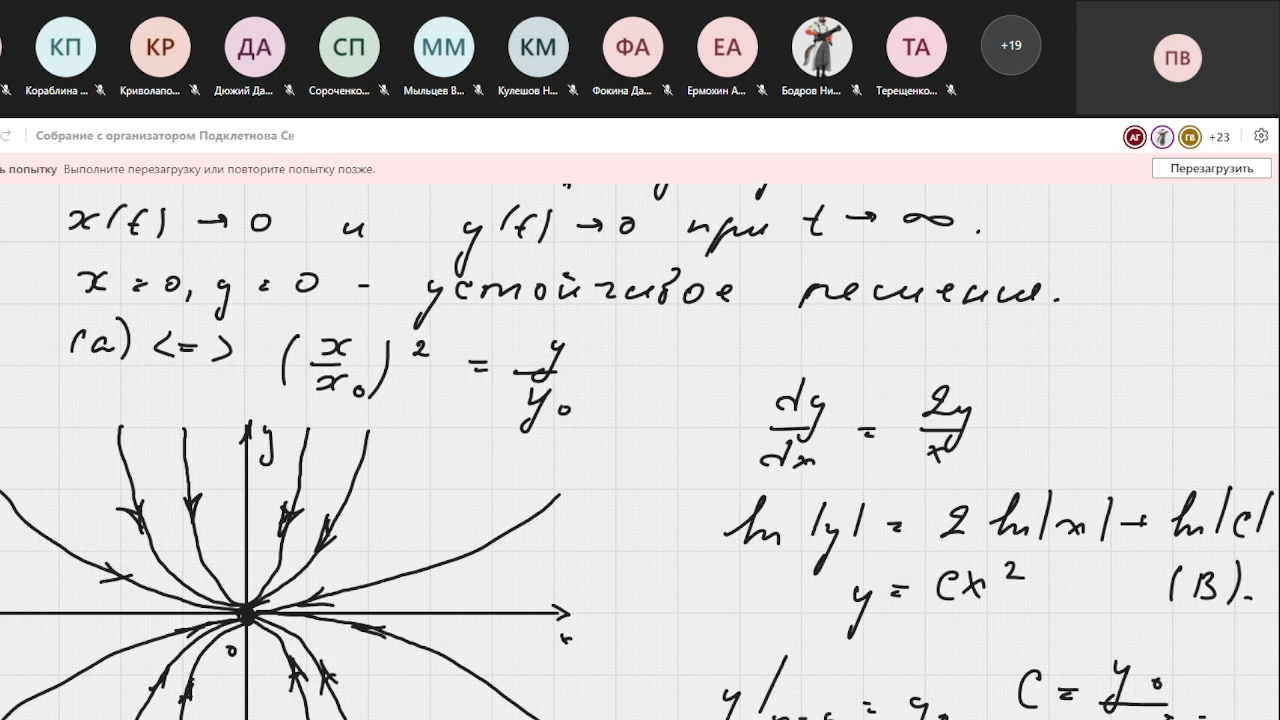 КП КР ДА СП ММ КМ ФА ЕА ТА +19 ПВ
Кораблина ... Криволапо... Дюжий Да... Сороченко... Мыльцев В... Кулешов Н... Фокина Да... Ермохин А... Бодров Ни... Терещенко...
Собрание с организатором Подклетнова Св АГ ГВ +23
ь попытку Выполните перезагрузку или повторите попытку позже. Перезагрузить
x(t) → 0 и y(t) → 0 при t → ∞.
x = 0, y = 0 - устойчивое решение.
(a) <=> (x/x₀)² = y/y₀
dy/dx = 2y/x
y
ln|y| = 2 ln|x| + ln|C|
y = Cx² (B).
x
0
C = y₀